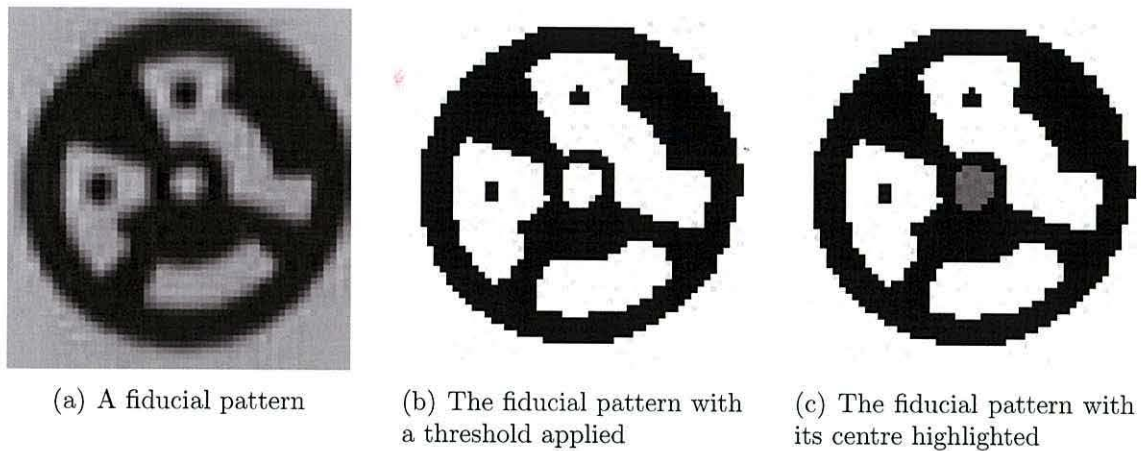 (a) A fiducial pattern
(b) The fiducial pattern with
a threshold applied
(c) The fiducial pattern with
its centre highlighted